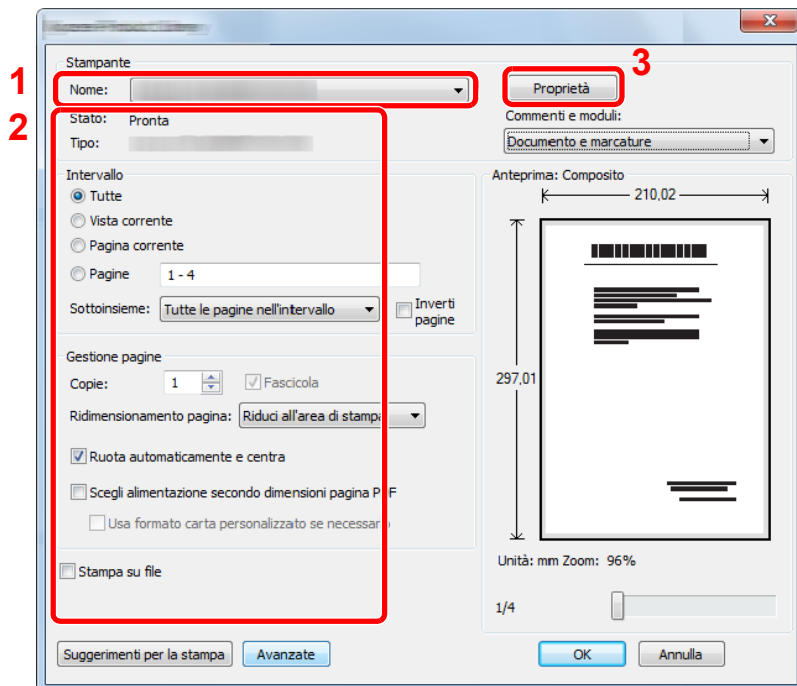 Stampante
3
1
Nome:
Proprietà
2
Stato: Pronta
Commenti e moduli:
Tipo:
Documento e marcature
Intervallo
Anteprima: Composito
Tutte
210,02
Vista corrente
Pagina corrente
Pagine 1 - 4
Sottoinsieme: Tutte le pagine nell'intervallo
Inverti
pagine
Gestione pagine
Copie: 1 Fascicola
297,01
Ridimensionamento pagina: Riduci all'area di stampa
Ruota automaticamente e centra
Scegli alimentazione secondo dimensioni pagina PDF
Usa formato carta personalizzato se necessario
Unità: mm Zoom: 96%
Stampa su file
1/4
Suggerimenti per la stampa
Avanzate
OK
Annulla